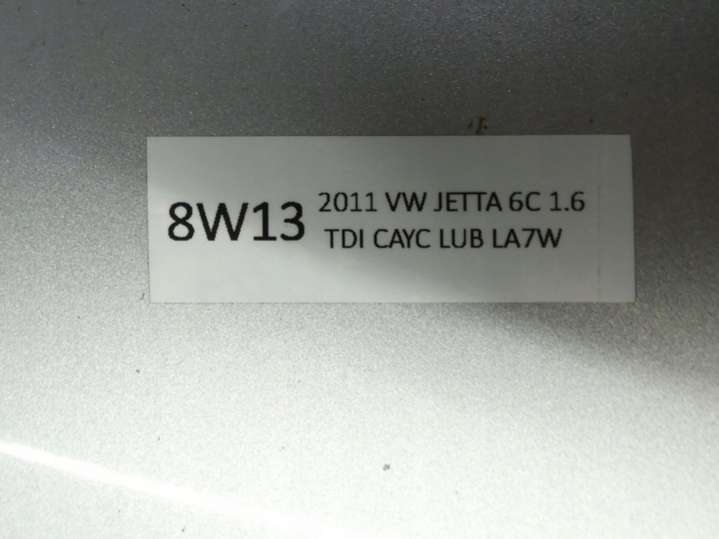 8W13
2011 VW JETTA 6C 1.6
TDI CAYC LUB LA7W